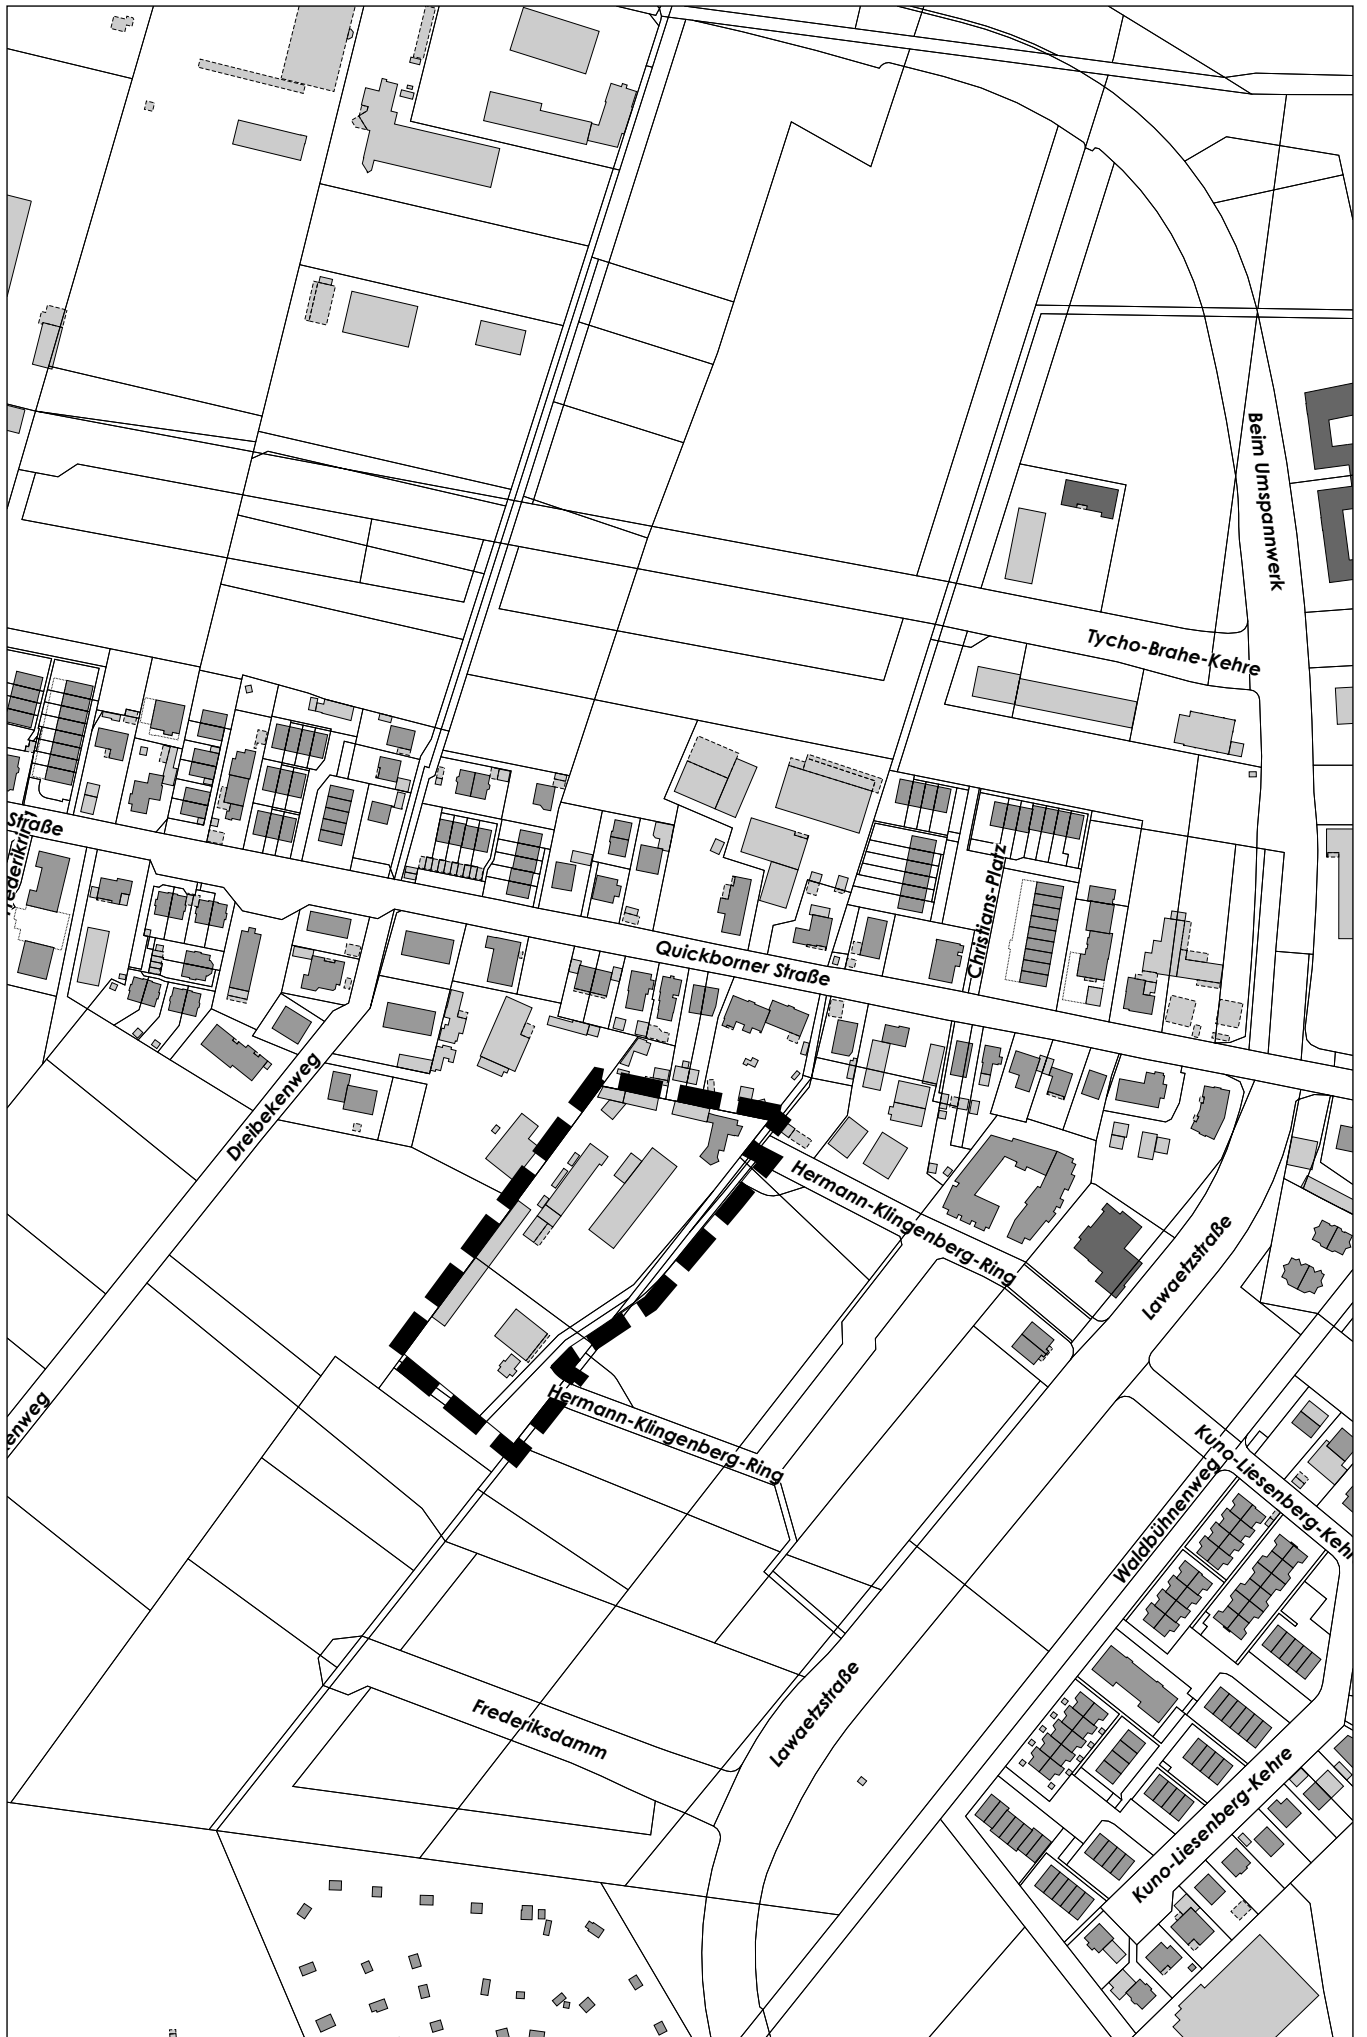 Beim Umspannwerk
Tycho-Brahe-Kehre
Straße
Christians-Platz
Quickborner Straße
Dreibekenweg
Hermann-Klingenberg-Ring
Lawaetzstraße
Hermann-Klingenberg-Ring
enweg
Kuno-Liesenberg-Kehr
Waldbühnenweg
Frederiksdamm
Lawaetzstraße
Kuno-Liesenberg-Kehre